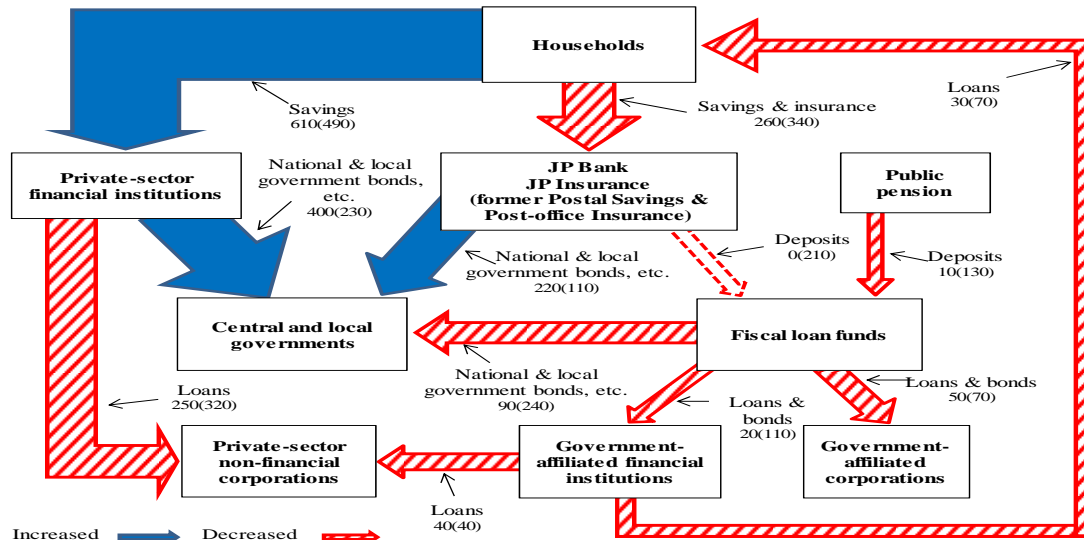 Households
Loans
30(70)
Savings
610(490)
Savings & insurance
260(340)
Private-sector
financial institutions
National & local
government bonds,
etc.
400(230)
JP Bank
JP Insurance
(former Postal Savings &
Post-office Insurance)
Public
pension
National & local
government bonds, etc.
220(110)
Deposits
0(210)
Deposits
10(130)
Central and local
governments
Fiscal loan funds
National & local
government bonds, etc.
90(240)
Loans & bonds
50(70)
Loans &
bonds
20(110)
Loans
250(320)
Private-sector
non-financial
corporations
Government-
affiliated financial
institutions
Government-
affiliated
corporations
Loans
40(40)
Increased
Decreased